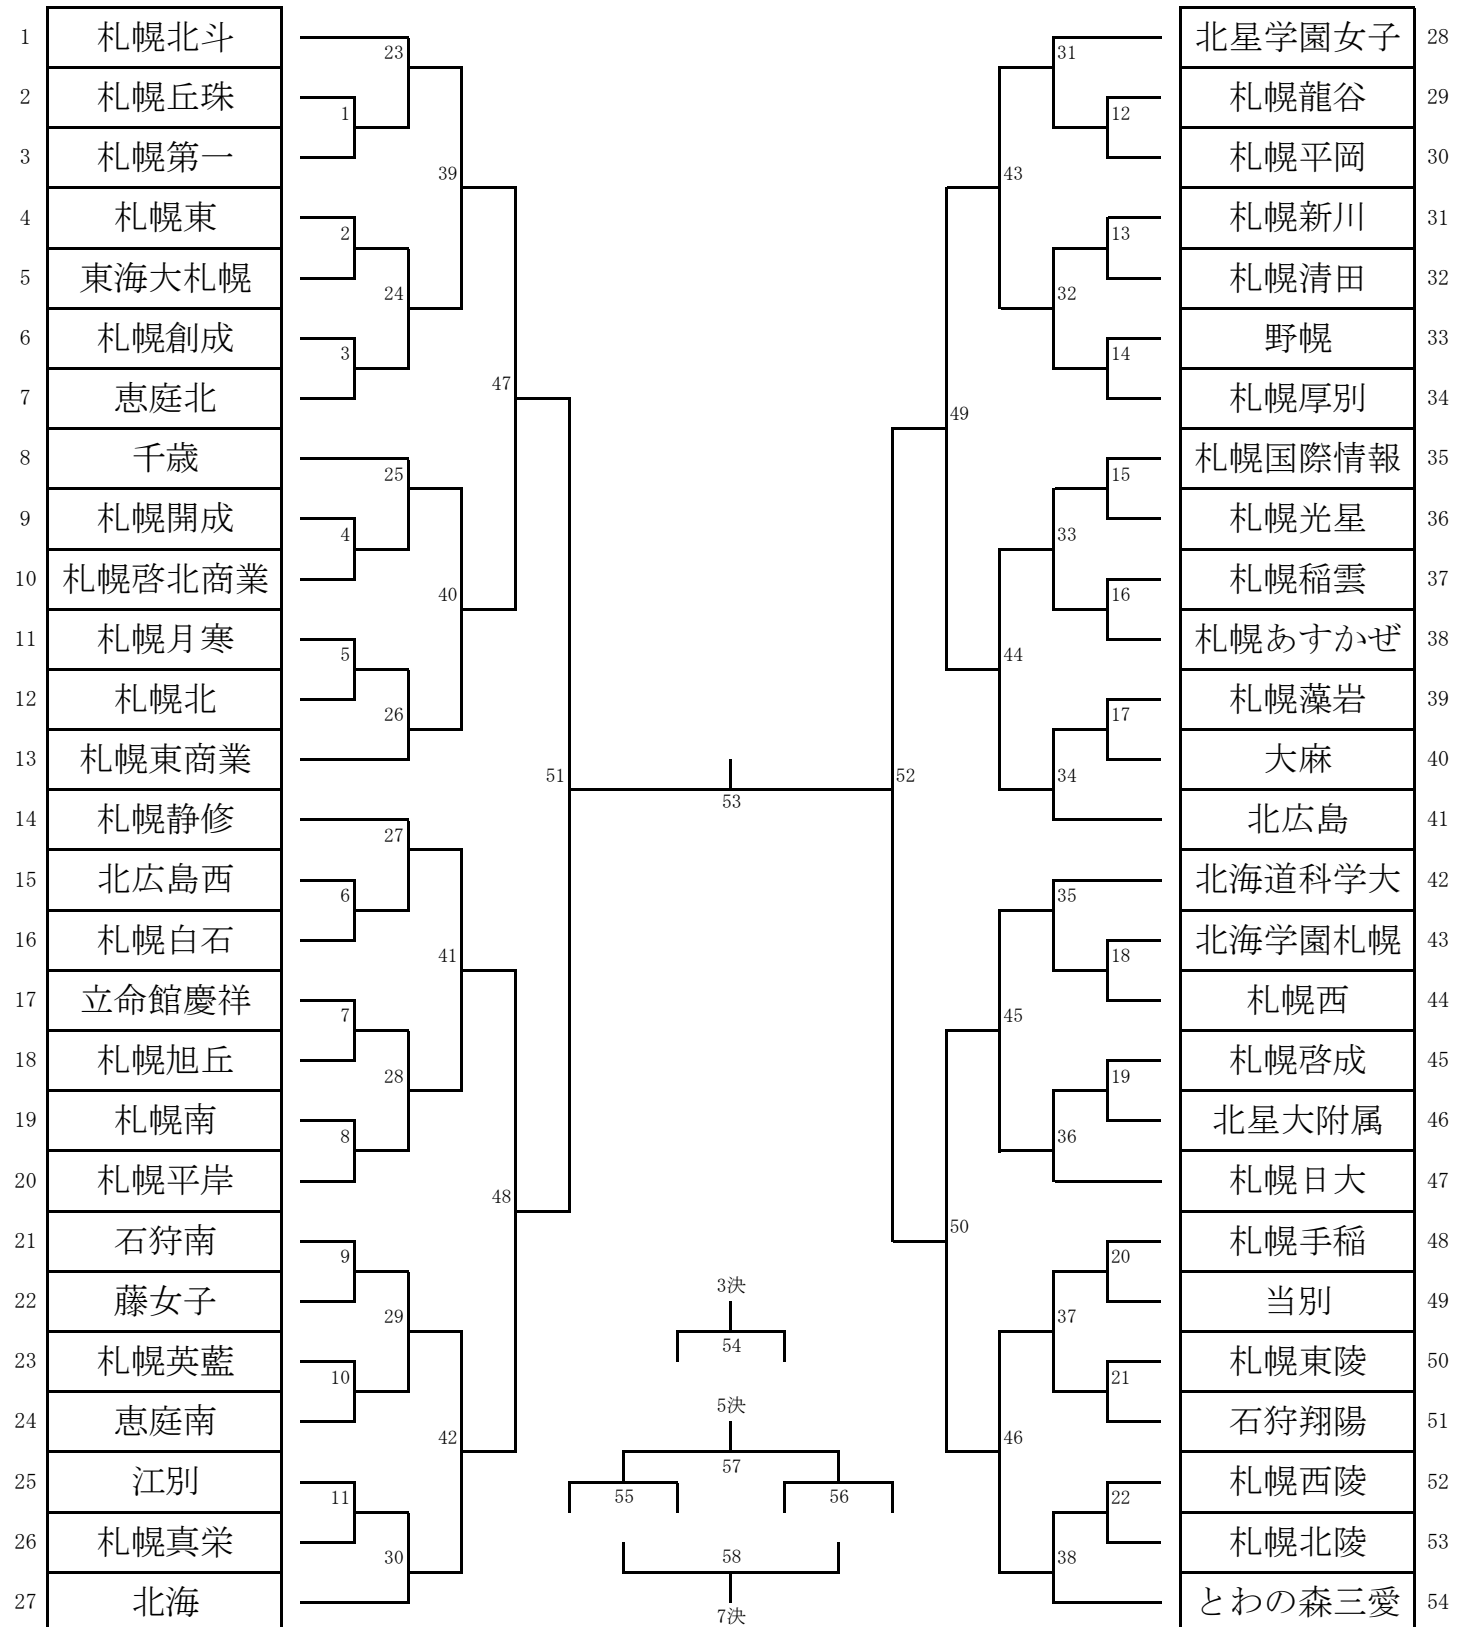 1 札幌北斗
2 札幌丘珠
3 札幌第一
4 札幌東
5 東海大札幌
6 札幌創成
7 恵庭北
8 千歳
9 札幌開成
10 札幌啓北商業
11 札幌月寒
12 札幌北
13 札幌東商業
14 札幌静修
15 北広島西
16 札幌白石
17 立命館慶祥
18 札幌旭丘
19 札幌南
20 札幌平岸
21 石狩南
22 藤女子
23 札幌英藍
24 恵庭南
25 江別
26 札幌真栄
27 北海
23
1
2
24
3
25
4
5
26
27
6
7
28
8
9
29
10
11
30
39
40
41
42
47
48
51
53
52
49
50
43
44
45
46
31
12
13
32
14
15
33
16
17
34
35
18
19
36
20
37
21
22
38
3決
54
5決
57
55
56
58
7決
北星学園女子 28
札幌龍谷 29
札幌平岡 30
札幌新川 31
札幌清田 32
野幌 33
札幌厚別 34
札幌国際情報 35
札幌光星 36
札幌稲雲 37
札幌あすかぜ 38
札幌藻岩 39
大麻 40
北広島 41
北海道科学大 42
北海学園札幌 43
札幌西 44
札幌啓成 45
北星大附属 46
札幌日大 47
札幌手稲 48
当別 49
札幌東陵 50
石狩翔陽 51
札幌西陵 52
札幌北陵 53
とわの森三愛 54